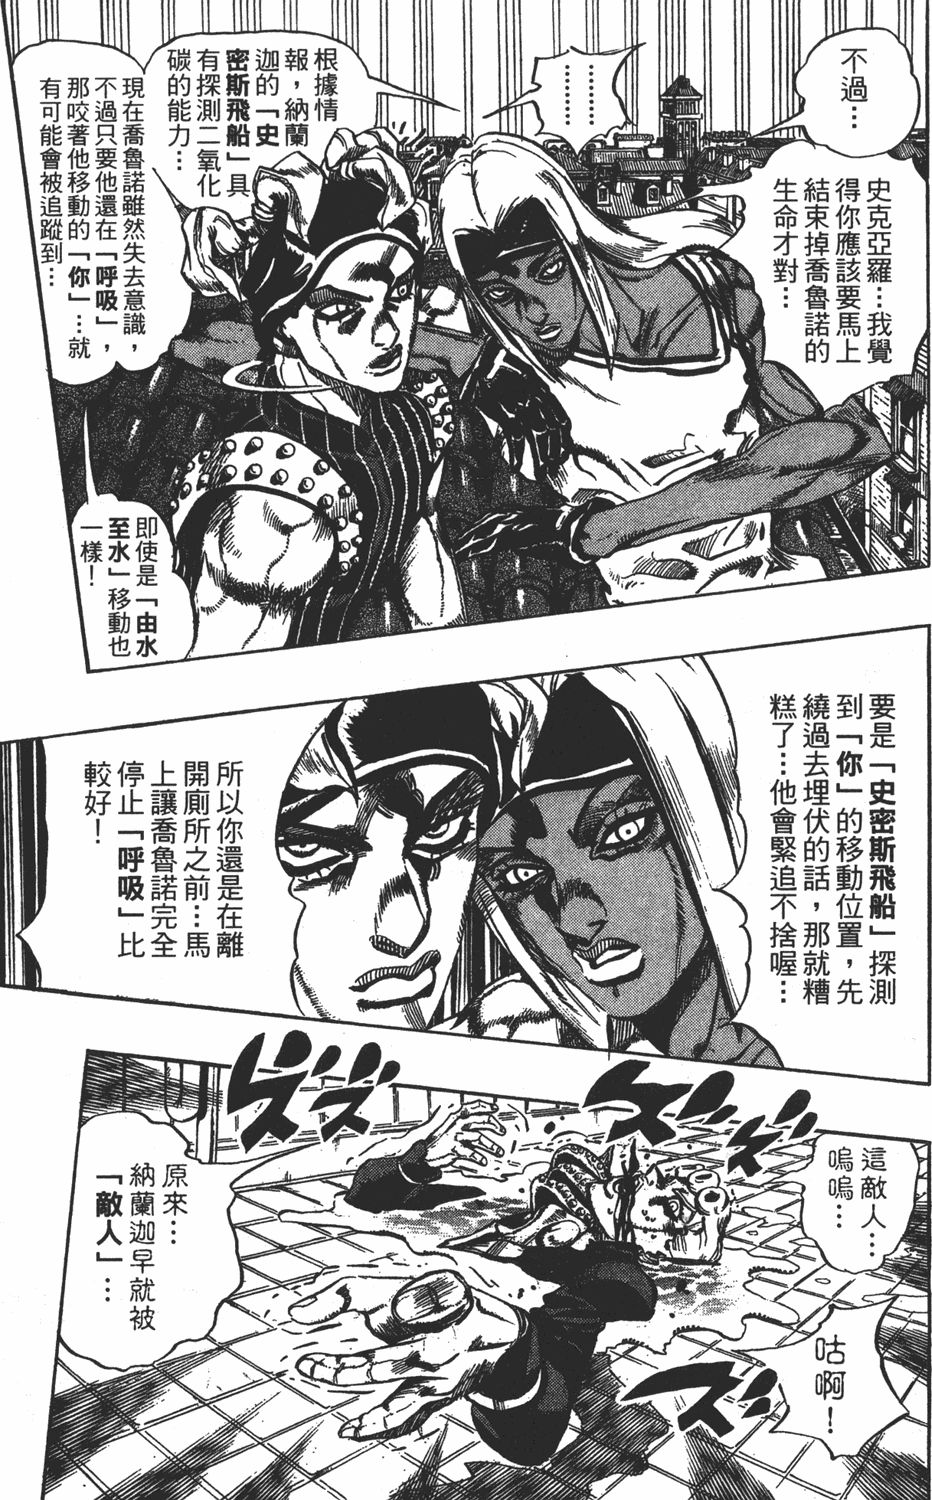 不過…
史克亞羅…我覺
得你應該要馬上
結束掉喬魯諾的
生命才對…
………
………
根據情
報，納蘭
迦的「史
密斯飛船」具
有探測二氧化
碳的能力…
現在喬魯諾雖然失去意識，
不過只要他還在「呼吸」，
那咬著他移動的「你」…就
有可能會被追蹤到…
即使是「由水
至水」移動也
一樣！
要是「史密斯飛船」探測
到「你」的移動位置，先
繞過去埋伏的話，那就糟
糕了…他會緊追不捨喔…
所以你還是在離
開廁所之前…馬
上讓喬魯諾完全
停止「呼吸」比
較好！
這敵人…
嗚嗚…
ズズ
ズズ
咕啊！
ズズ
原來…
納蘭迦早就被
「敵人」…